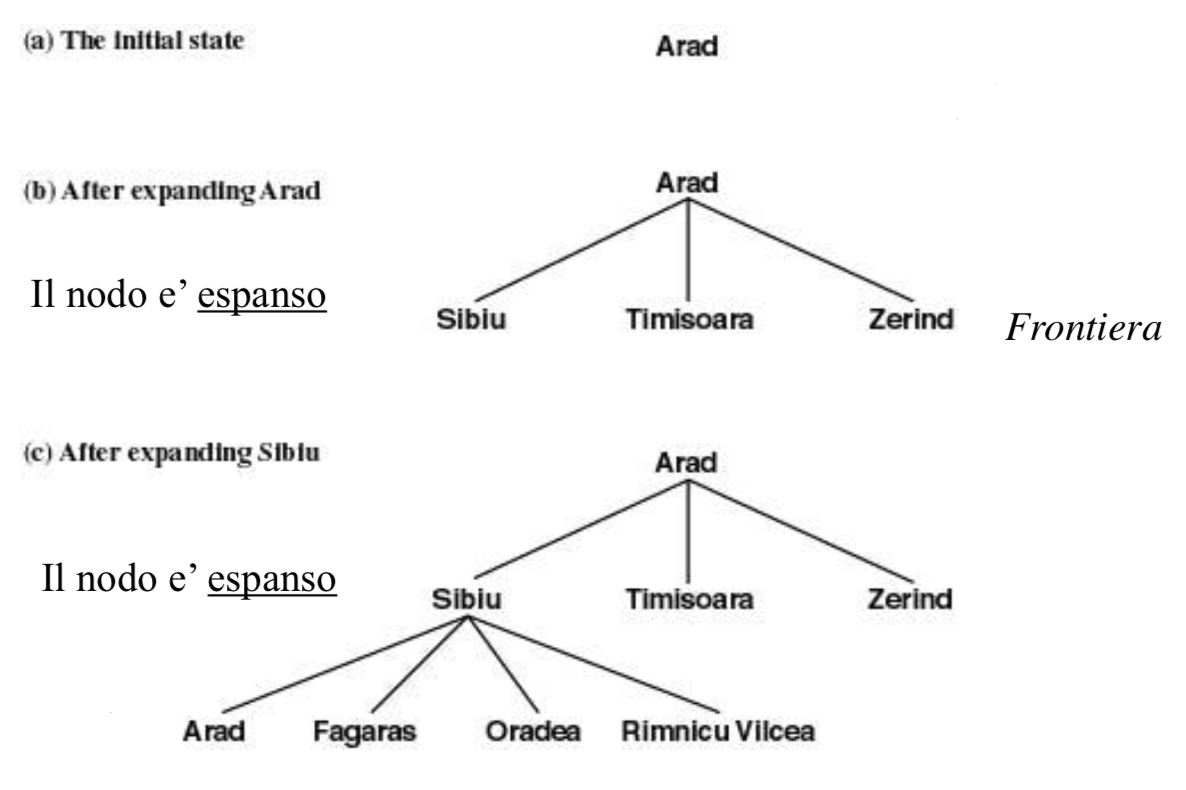 (a) The initial state
Arad
(b) After expanding Arad
Arad
Il nodo e’ espanso
Sibiu Timisoara Zerind
Frontiera
(c) After expanding Sibiu
Arad
Il nodo e’ espanso
Sibiu Timisoara Zerind
Arad Fagaras Oradea Rimnicu Vilcea